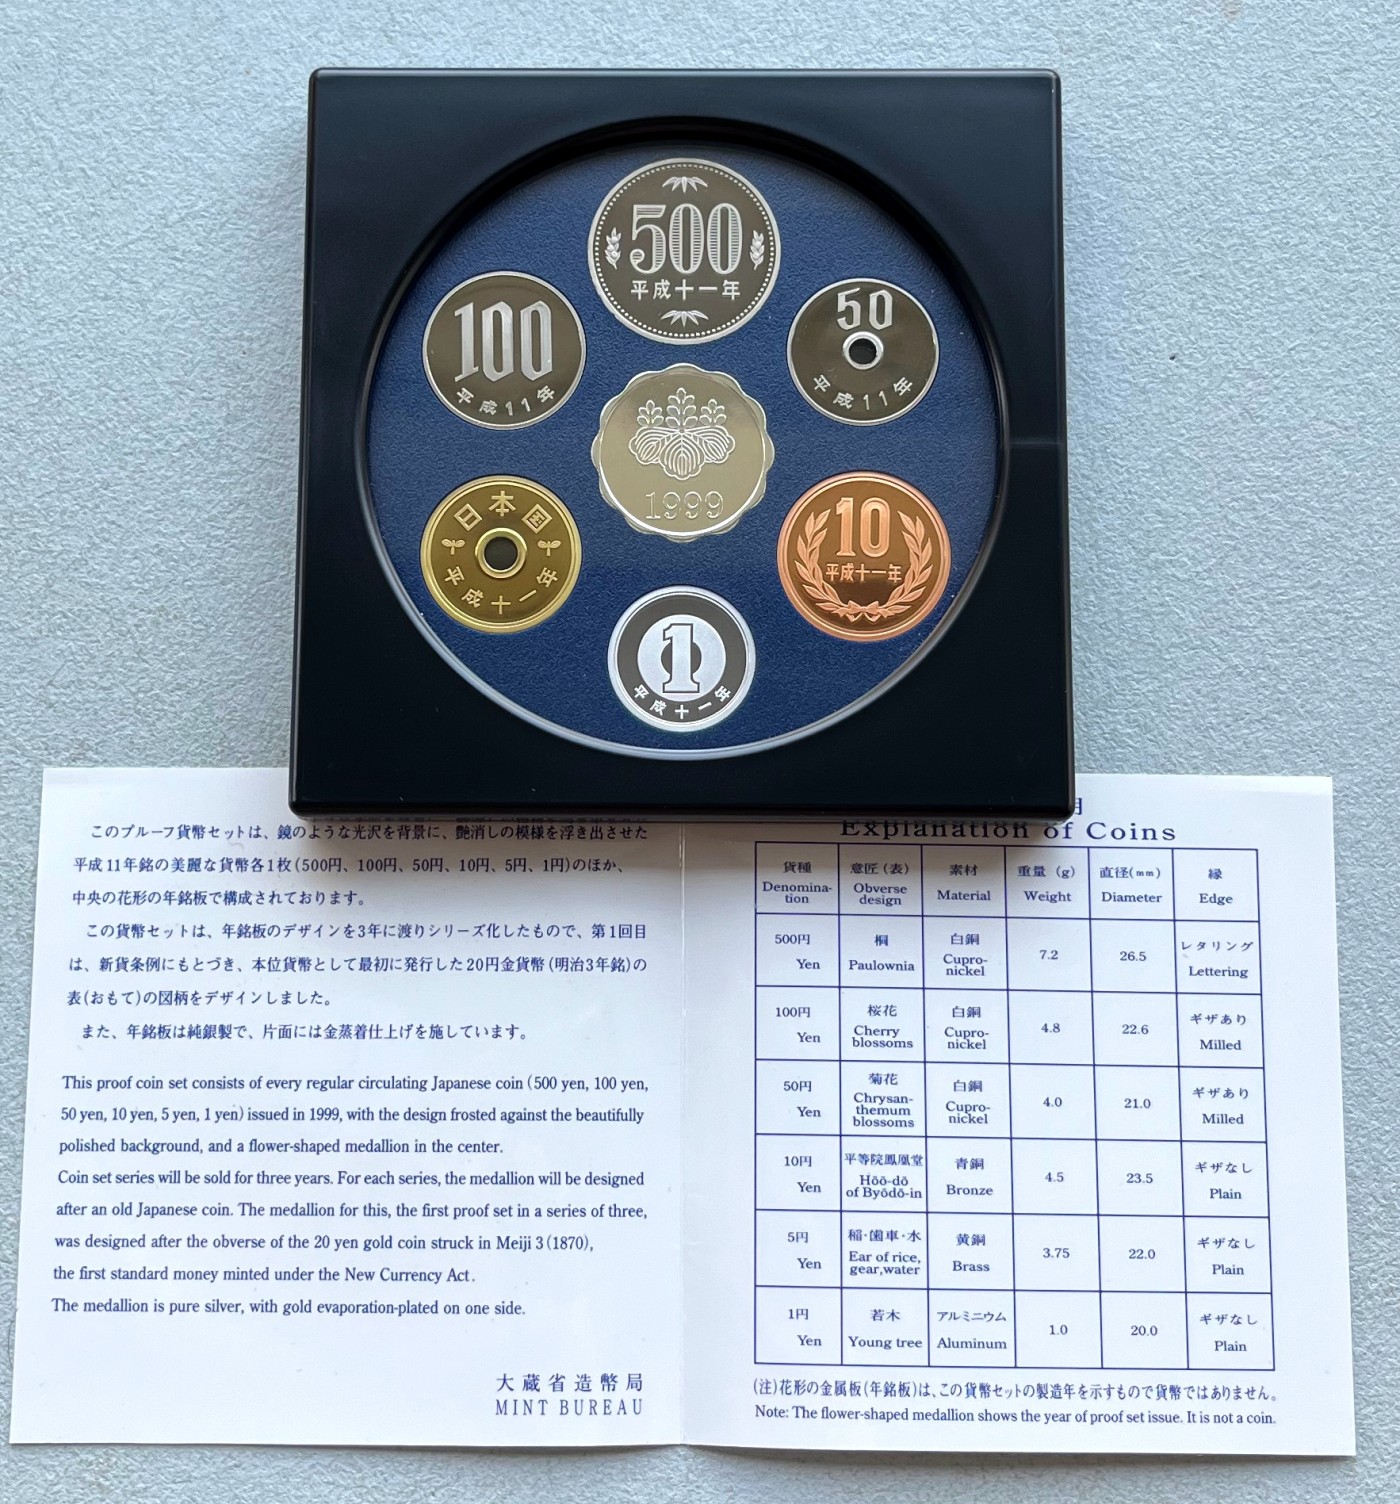 500
平成十一年
100
平成11年
50
平成11年
1999
日本国
平成十一年
10
平成十一年
1
平成十一年
このプルーフ貨幣セットは、鏡のような光沢を背景に、艶消しの模様を浮き出させた
平成11年銘の美麗な貨幣各1枚(500円、100円、50円、10円、5円、1円)のほか、
中央の花形の年銘板で構成されております。
この貨幣セットは、年銘板のデザインを3年に渡りシリーズ化したもので、第1回目
は、新貨条例にもとづき、本位貨幣として最初に発行した20円金貨幣(明治3年銘)の
表(おもて)の図柄をデザインしました。
また、年銘板は純銀製で、片面には金蒸着仕上げを施しています。
This proof coin set consists of every regular circulating Japanese coin (500 yen, 100 yen,
50 yen, 10 yen, 5 yen, 1 yen) issued in 1999, with the design frosted against the beautifully
polished background, and a flower-shaped medallion in the center.
Coin set series will be sold for three years. For each series, the medallion will be designed
after an old Japanese coin. The medallion for this, the first proof set in a series of three,
was designed after the obverse of the 20 yen gold coin struck in Meiji 3 (1870),
the first standard money minted under the New Currency Act.
The medallion is pure silver, with gold evaporation-plated on one side.
大蔵省造幣局
MINT BUREAU
Explanation of Coins
貨種 意匠(表) 素材 重量(g) 直径(mm) 縁
Denomina-tion Obverse design Material Weight Diameter Edge
500円 桐 白銅 7.2 26.5 レタリング
Yen Paulownia Cupro-nickel Lettering
100円 桜花 白銅 4.8 22.6 ギザあり
Yen Cherry blossoms Cupro-nickel Milled
50円 菊花 白銅 4.0 21.0 ギザあり
Yen Chrysan-themum blossoms Cupro-nickel Milled
10円 平等院鳳凰堂 青銅 4.5 23.5 ギザなし
Yen Hōō-dō of Byōdō-in Bronze Plain
5円 稲・歯車・水 黄銅 3.75 22.0 ギザなし
Yen Ear of rice, gear,water Brass Plain
1円 若木 アルミニウム 1.0 20.0 ギザなし
Yen Young tree Aluminum Plain
(注)花形の金属板(年銘板)は、この貨幣セットの製造年を示すもので貨幣ではありません。
Note: The flower-shaped medallion shows the year of proof set issue. It is not a coin.